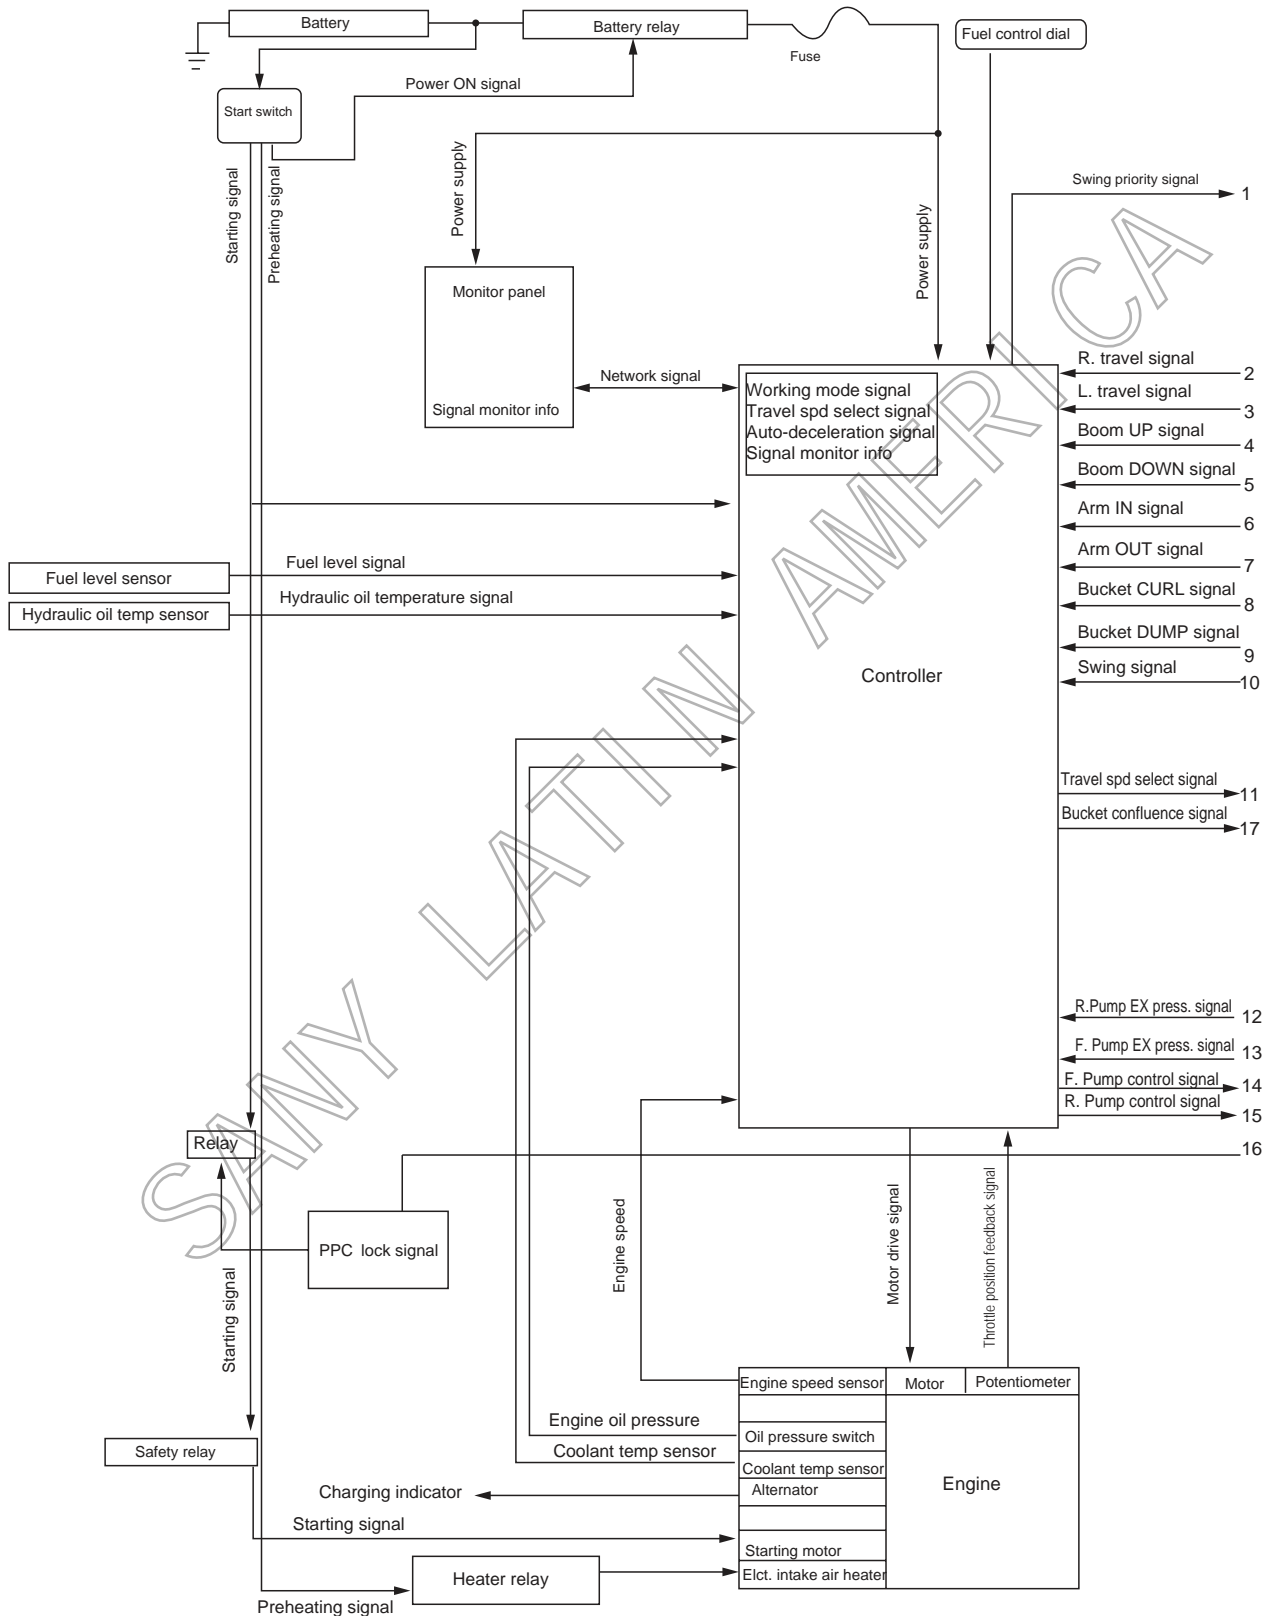 Battery
Battery relay
Fuse
Fuel control dial
Start switch
Power ON signal
Starting signal
Preheating signal
Power supply
Power supply
Swing priority signal
1
Monitor panel
Signal monitor info
Network signal
Working mode signal
Travel spd select signal
Auto-deceleration signal
Signal monitor info
R. travel signal
2
L. travel signal
3
Boom UP signal
4
Boom DOWN signal
5
Arm IN signal
6
Arm OUT signal
7
Bucket CURL signal
8
Bucket DUMP signal
9
Swing signal
10
Fuel level sensor
Fuel level signal
Hydraulic oil temp sensor
Hydraulic oil temperature signal
Controller
Travel spd select signal
11
Bucket confluence signal
17
R.Pump EX press. signal
12
F. Pump EX press. signal
13
F. Pump control signal
14
R. Pump control signal
15
16
Relay
PPC lock signal
Starting signal
Engine speed
Motor drive signal
Throttle position feedback signal
Engine speed sensor
Motor
Potentiometer
Engine oil pressure
Oil pressure switch
Safety relay
Coolant temp sensor
Coolant temp sensor
Engine
Charging indicator
Alternator
Starting signal
Starting motor
Heater relay
Elct. intake air heater
Preheating signal
SANY LATIN AMERICA